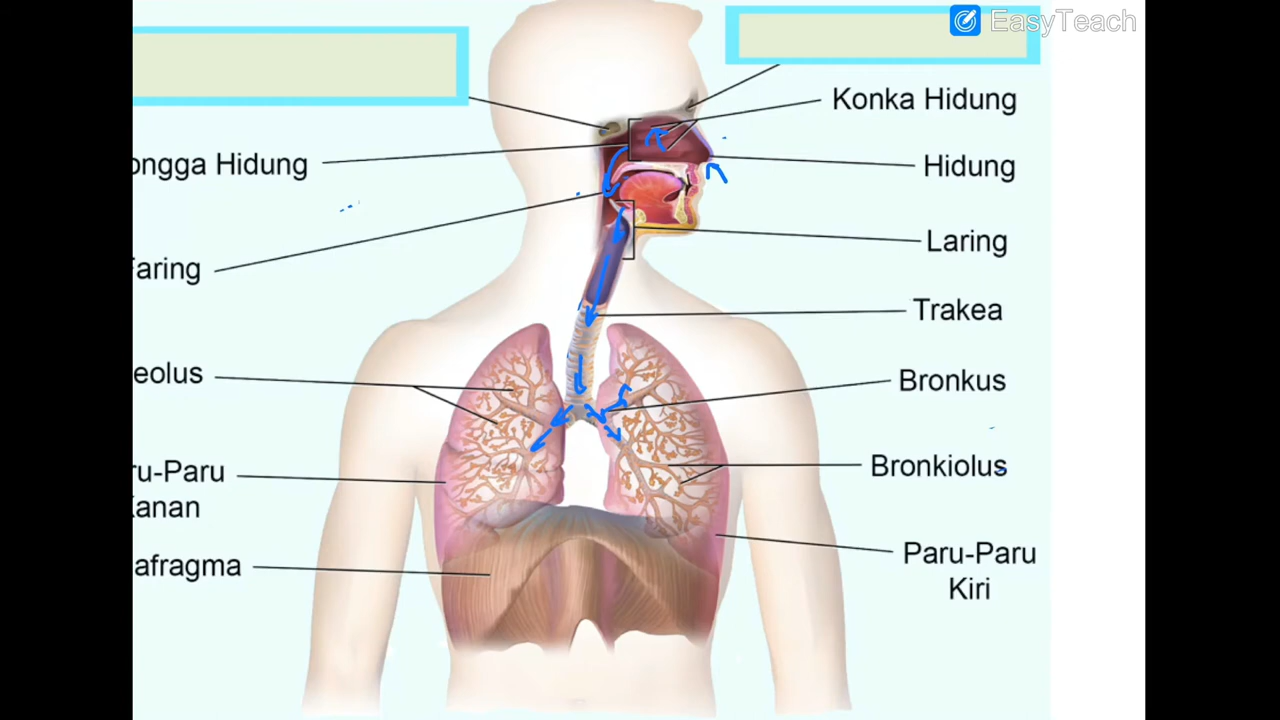 EasyTeach
Konka Hidung
ongga Hidung
Hidung
Laring
Faring
Trakea
eolus
Bronkus
Bronkiolus
ru-Paru
Kanan
Paru-Paru
Kiri
afragma